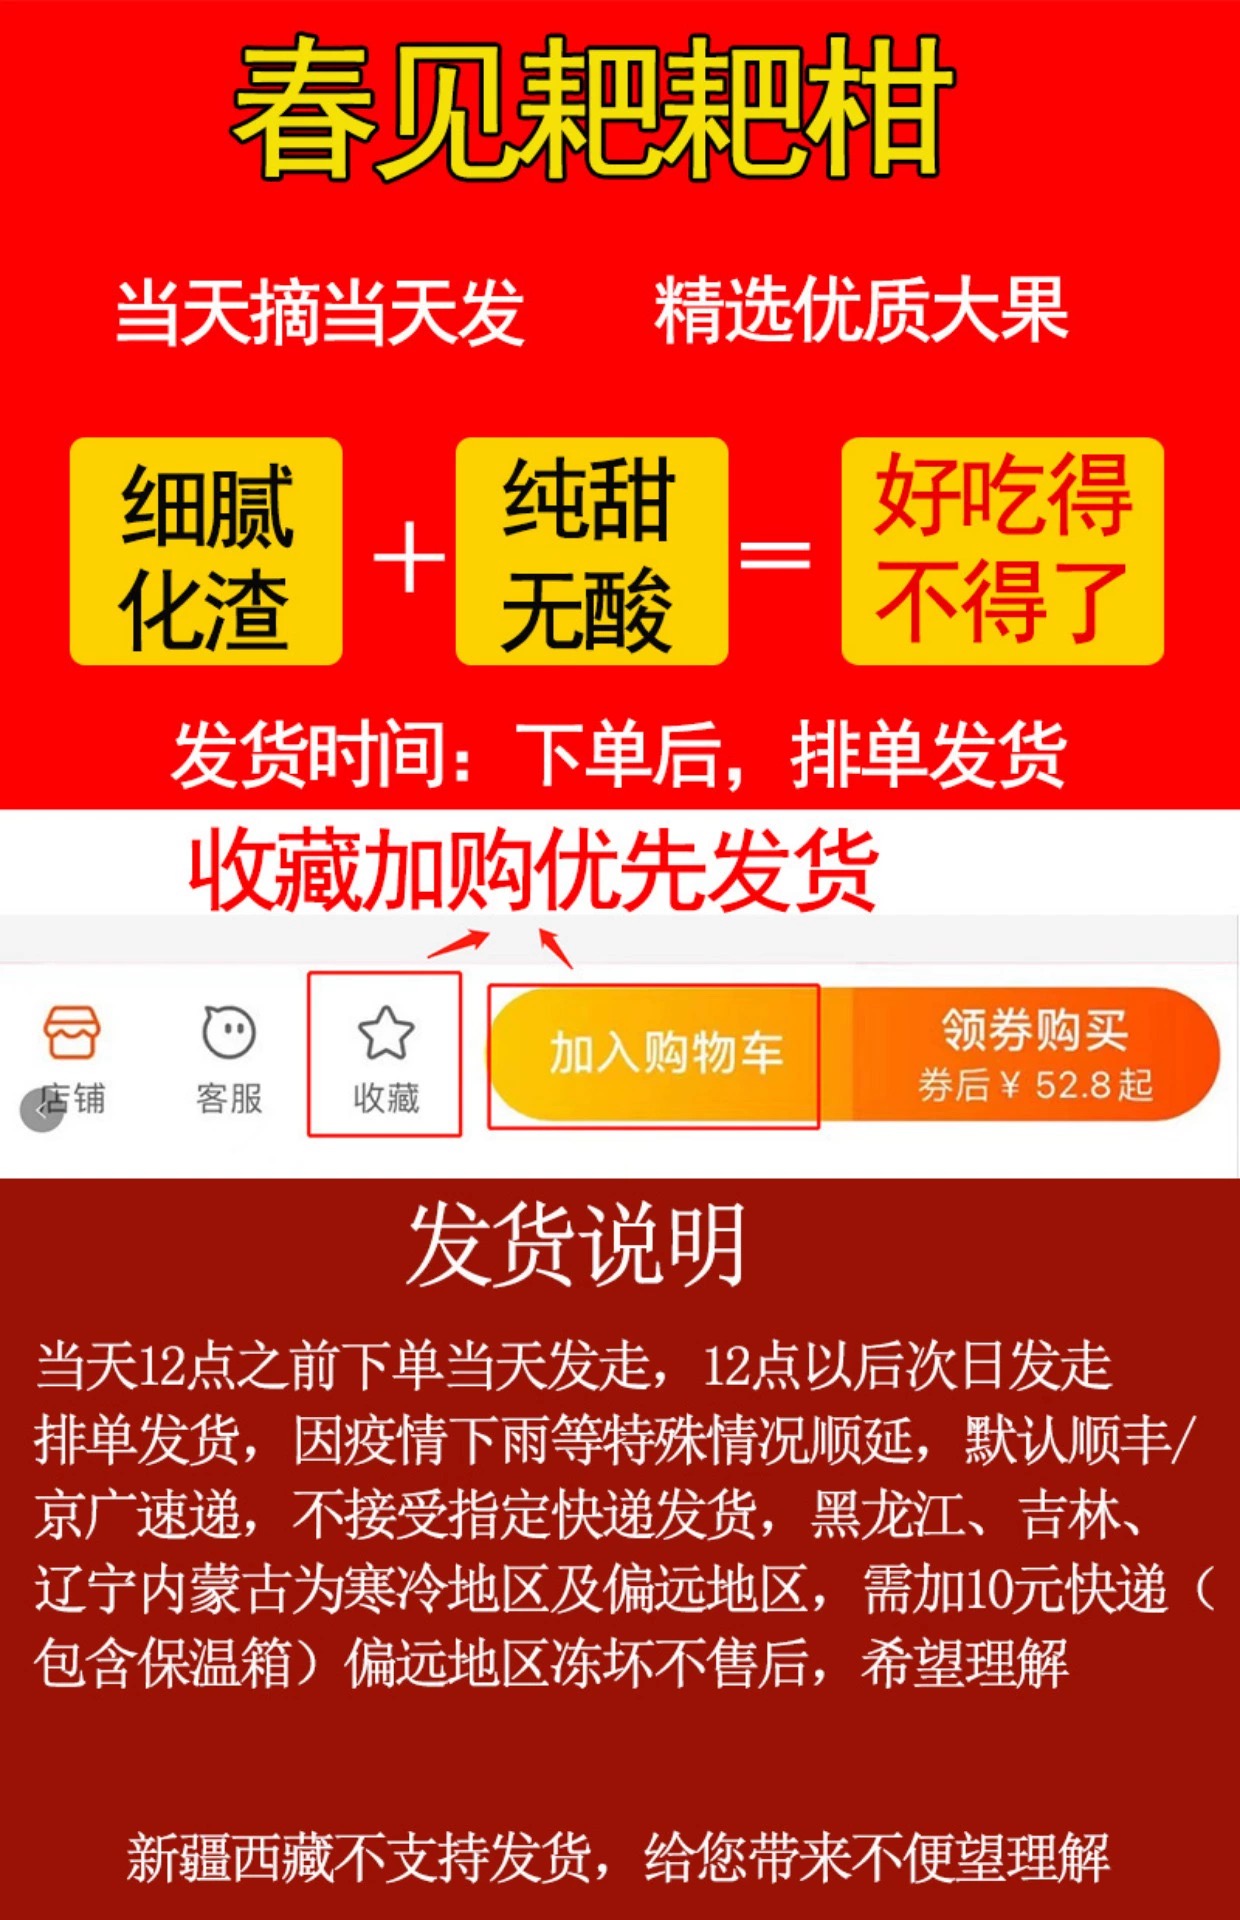 春见耙耙柑
当天摘当天发 精选优质大果
细腻
化渣
+
纯甜
无酸
=
好吃得
不得了
发货时间：下单后，排单发货
收藏加购优先发货
店铺
客服
收藏
加入购物车
领券购买
券后￥52.8起
发货说明
当天12点之前下单当天发走，12点以后次日发走
排单发货，因疫情下雨等特殊情况顺延，默认顺丰/
京广速递，不接受指定快递发货，黑龙江、吉林、
辽宁内蒙古为寒冷地区及偏远地区，需加10元快递（
包含保温箱）偏远地区冻坏不售后，希望理解
新疆西藏不支持发货，给您带来不便望理解